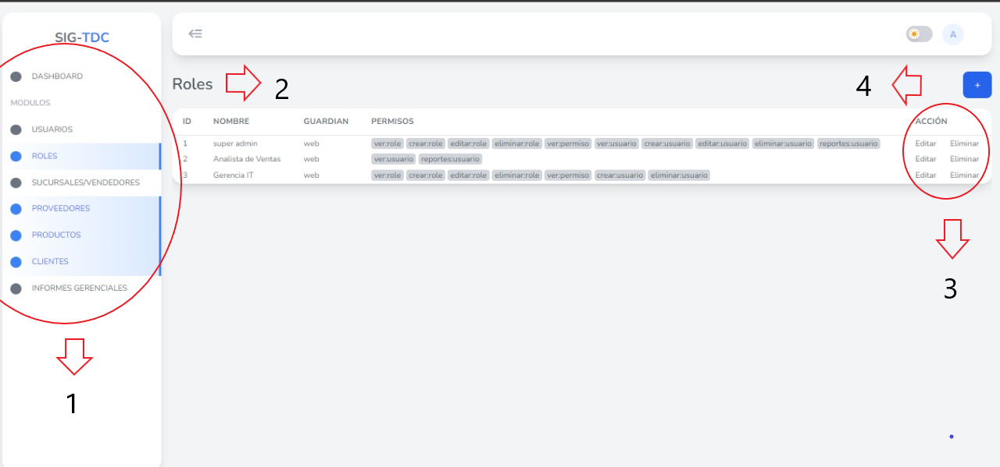 SIG-TDC
A
DASHBOARD
MODULOS
USUARIOS
ROLES
SUCURSALES/VENDEDORES
PROVEEDORES
PRODUCTOS
CLIENTES
INFORMES GERENCIALES
1
Roles 2 4 +
ID NOMBRE GUARDIAN PERMISOS ACCIÓN
1 super admin web ver:role crear:role editar:role eliminar:role ver:permiso ver:usuario crear:usuario editar:usuario eliminar:usuario reportes:usuario Editar Eliminar
2 Analista de Ventas web ver:usuario reportes:usuario Editar Eliminar
3 Gerencia IT web ver:role crear:role editar:role eliminar:role ver:permiso crear:usuario eliminar:usuario Editar Eliminar
3